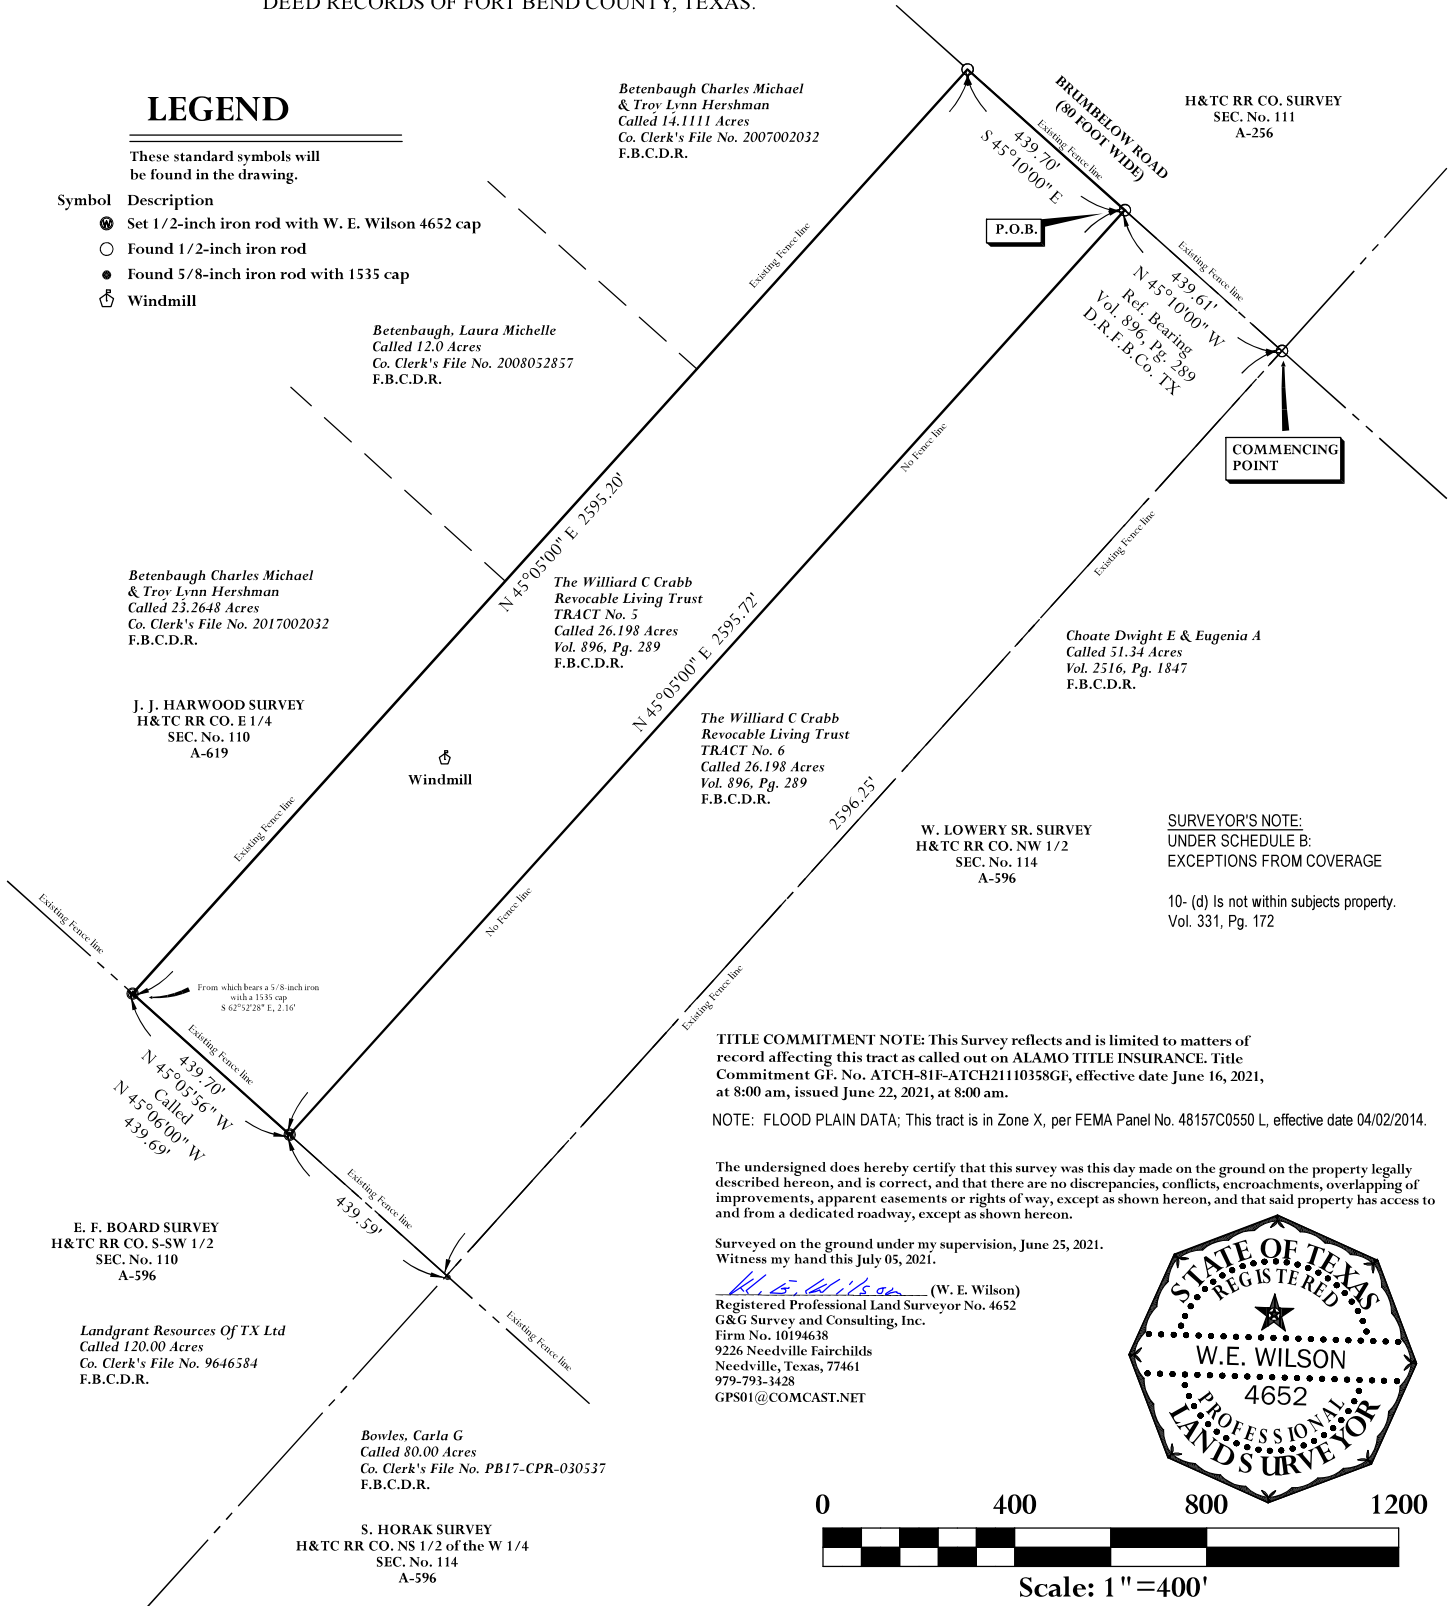 DEED RECORDS OF FORT BEND COUNTY, TEXAS.
LEGEND
These standard symbols will
be found in the drawing.
Symbol Description
Set 1/2-inch iron rod with W. E. Wilson 4652 cap
Found 1/2-inch iron rod
Found 5/8-inch iron rod with 1535 cap
Windmill
Betenbaugh Charles Michael
& Troy Lynn Hershman
Called 14.1111 Acres
Co. Clerk's File No. 2007002032
F.B.C.D.R.
BRUMBELOW ROAD
(80 FOOT WIDE)
Existing Fence line
439.70'
S 45°10'00" E
H&TC RR CO. SURVEY
SEC. No. 111
A-256
P.O.B.
Existing Fence line
439.61'
N 45°10'00" W
Ref. Bearing
Vol. 896, Pg. 289
D.R.F.B.Co. TX
COMMENCING
POINT
Existing Fence line
Betenbaugh, Laura Michelle
Called 12.0 Acres
Co. Clerk's File No. 2008052857
F.B.C.D.R.
No Fence line
N 45°05'00" E 2595.20'
Existing Fence line
Betenbaugh Charles Michael
& Troy Lynn Hershman
Called 23.2648 Acres
Co. Clerk's File No. 2017002032
F.B.C.D.R.
The Williard C Crabb
Revocable Living Trust
TRACT No. 5
Called 26.198 Acres
Vol. 896, Pg. 289
F.B.C.D.R.
N 45°05'00" E 2595.72'
Choate Dwight E & Eugenia A
Called 51.34 Acres
Vol. 2516, Pg. 1847
F.B.C.D.R.
J. J. HARWOOD SURVEY
H&TC RR CO. E 1/4
SEC. No. 110
A-619
The Williard C Crabb
Revocable Living Trust
TRACT No. 6
Called 26.198 Acres
Vol. 896, Pg. 289
F.B.C.D.R.
Windmill
2596.25'
Existing Fence line
W. LOWERY SR. SURVEY
H&TC RR CO. NW 1/2
SEC. No. 114
A-596
SURVEYOR'S NOTE:
UNDER SCHEDULE B:
EXCEPTIONS FROM COVERAGE
10- (d) Is not within subjects property.
Vol. 331, Pg. 172
Existing Fence line
No Fence line
Existing Fence line
From which bears a 5/8-inch iron
with a 1535 cap
S 62°52'28" E, 2.16'
Existing Fence line
439.70'
N 45°05'56" W
Called
N 45°06'00" W
439.69'
TITLE COMMITMENT NOTE: This Survey reflects and is limited to matters of
record affecting this tract as called out on ALAMO TITLE INSURANCE. Title
Commitment GF. No. ATCH-81F-ATCH21110358GF, effective date June 16, 2021,
at 8:00 am, issued June 22, 2021, at 8:00 am.
NOTE: FLOOD PLAIN DATA; This tract is in Zone X, per FEMA Panel No. 48157C0550 L, effective date 04/02/2014.
The undersigned does hereby certify that this survey was this day made on the ground on the property legally
described hereon, and is correct, and that there are no discrepancies, conflicts, encroachments, overlapping of
improvements, apparent easements or rights of way, except as shown hereon, and that said property has access to
and from a dedicated roadway, except as shown hereon.
Existing Fence line
439.59'
E. F. BOARD SURVEY
H&TC RR CO. S-SW 1/2
SEC. No. 110
A-596
Surveyed on the ground under my supervision, June 25, 2021.
Witness my hand this July 05, 2021.
W. E. Wilson (W. E. Wilson)
Registered Professional Land Surveyor No. 4652
G&G Survey and Consulting, Inc.
Firm No. 10194638
9226 Needville Fairchilds
Needville, Texas, 77461
979-793-3428
GPS01@COMCAST.NET
STATE OF TEXAS
REGISTERED
W.E. WILSON
4652
PROFESSIONAL
LAND SURVEYOR
Existing Fence line
Landgrant Resources Of TX Ltd
Called 120.00 Acres
Co. Clerk's File No. 9646584
F.B.C.D.R.
Bowles, Carla G
Called 80.00 Acres
Co. Clerk's File No. PB17-CPR-030537
F.B.C.D.R.
S. HORAK SURVEY
H&TC RR CO. NS 1/2 of the W 1/4
SEC. No. 114
A-596
0 400 800 1200
Scale: 1"=400'